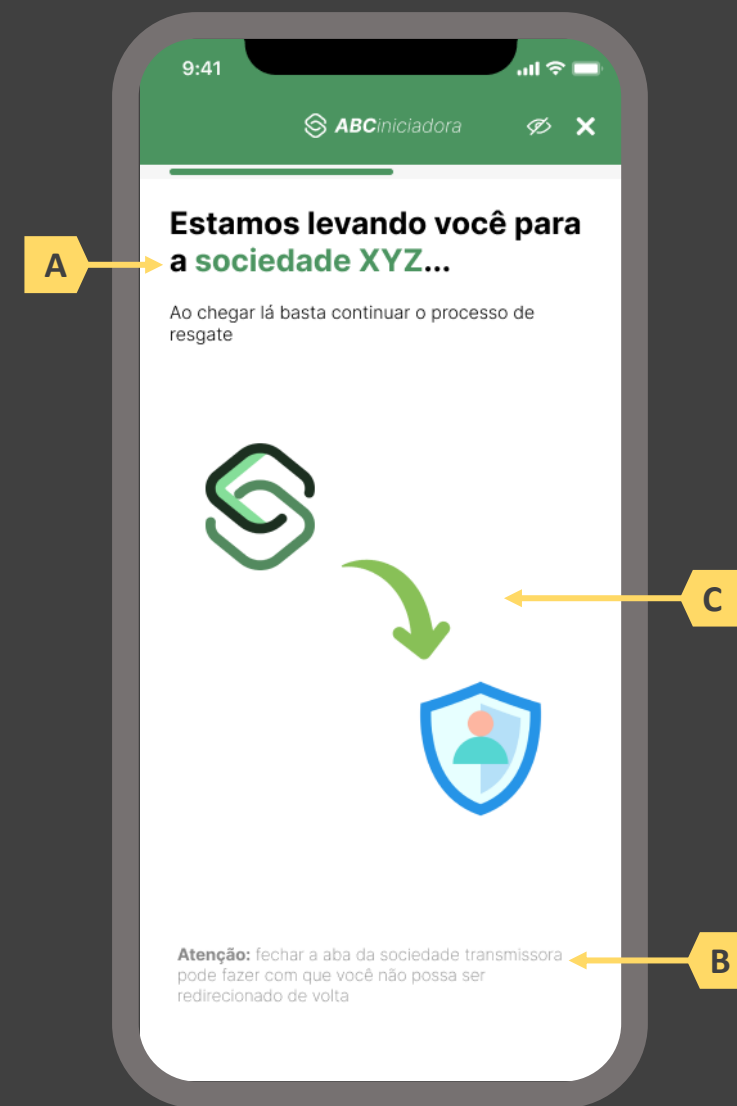 9:41
ABCiniciadora
Estamos levando você para
a sociedade XYZ...
A
Ao chegar lá basta continuar o processo de
resgate
C
Atenção: fechar a aba da sociedade transmissora
pode fazer com que você não possa ser
redirecionado de volta
B